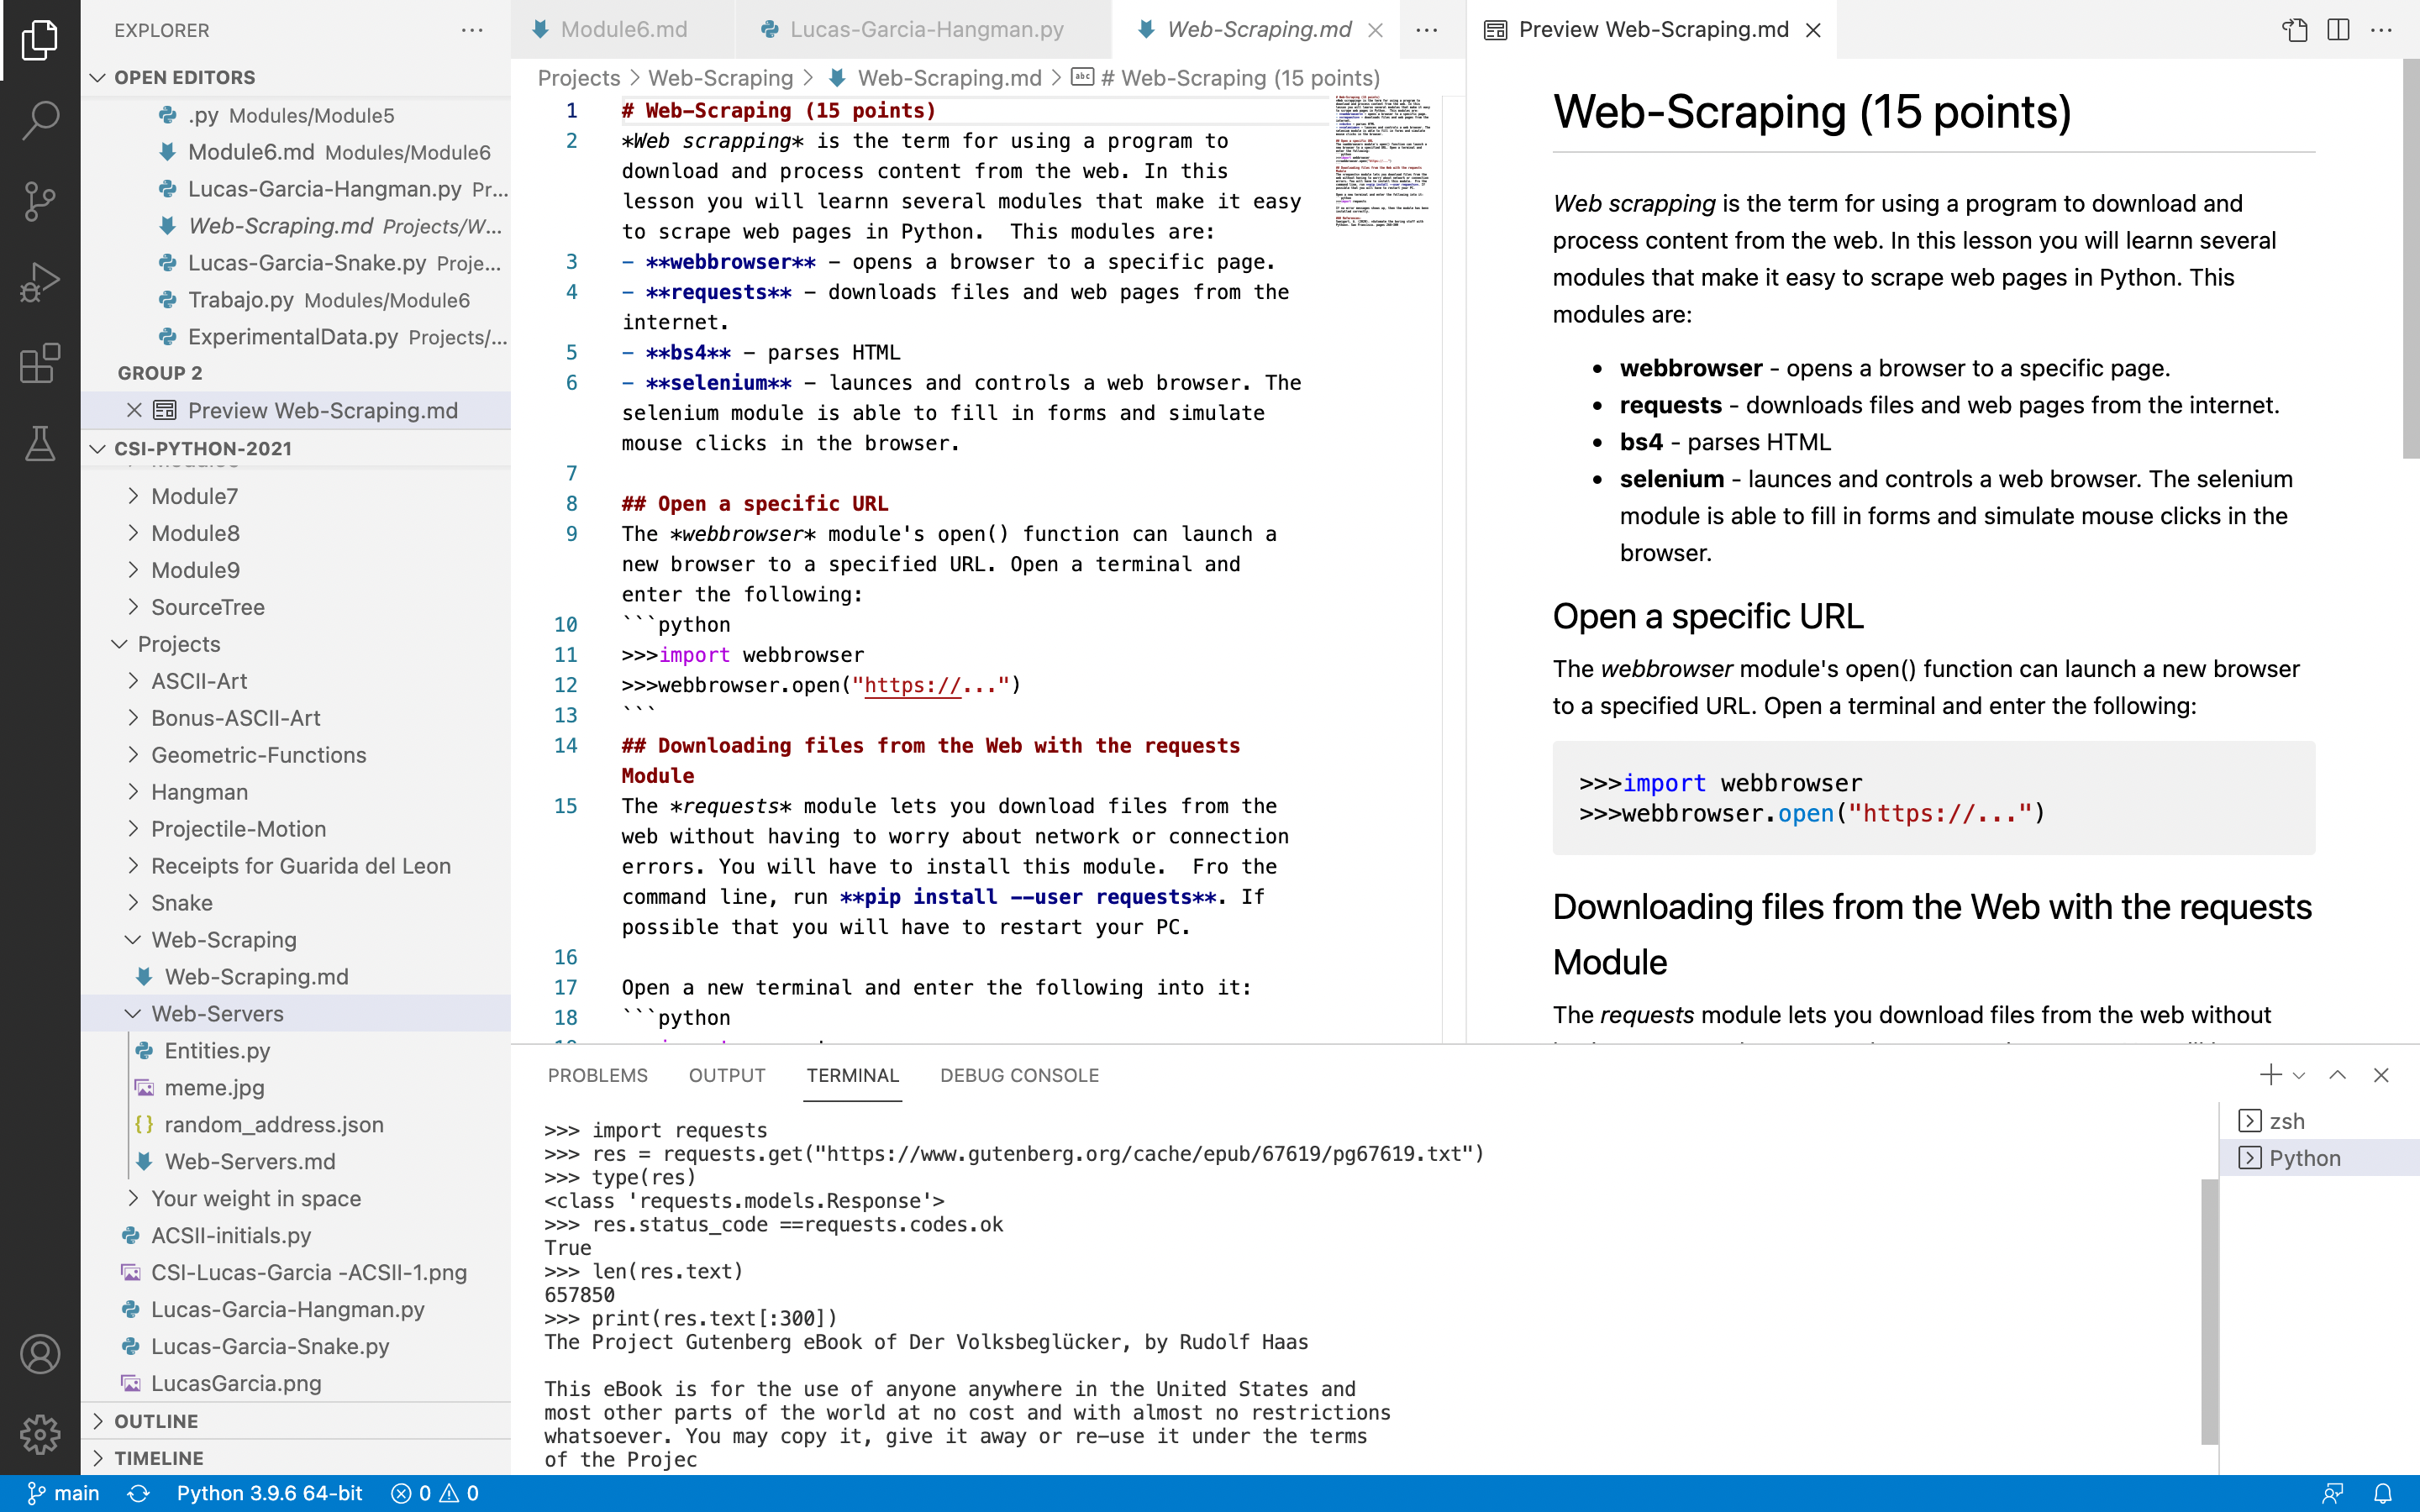 EXPLORER
OPEN EDITORS
.py Modules/Module5
Module6.md Modules/Module6
Lucas-Garcia-Hangman.py Pr...
Web-Scraping.md Projects/W...
Lucas-Garcia-Snake.py Proje...
Trabajo.py Modules/Module6
ExperimentalData.py Projects/...
GROUP 2
Preview Web-Scraping.md
CSI-PYTHON-2021
Module7
Module8
Module9
SourceTree
Projects
ASCII-Art
Bonus-ASCII-Art
Geometric-Functions
Hangman
Projectile-Motion
Receipts for Guarida del Leon
Snake
Web-Scraping
Web-Scraping.md
Web-Servers
Entities.py
meme.jpg
random_address.json
Web-Servers.md
Your weight in space
ACSII-initials.py
CSI-Lucas-Garcia -ACSII-1.png
Lucas-Garcia-Hangman.py
Lucas-Garcia-Snake.py
LucasGarcia.png
OUTLINE
TIMELINE
Module6.md
Lucas-Garcia-Hangman.py
Web-Scraping.md
Projects > Web-Scraping > Web-Scraping.md > # Web-Scraping (15 points)
1 # Web-Scraping (15 points)
2 *Web scrapping* is the term for using a program to
download and process content from the web. In this
lesson you will learnn several modules that make it easy
to scrape web pages in Python.  This modules are:
3 - **webbrowser** - opens a browser to a specific page.
4 - **requests** - downloads files and web pages from the
internet.
5 - **bs4** - parses HTML
6 - **selenium** - launces and controls a web browser. The
selenium module is able to fill in forms and simulate
mouse clicks in the browser.
7
8 ## Open a specific URL
9 The *webbrowser* module's open() function can launch a
new browser to a specified URL. Open a terminal and
enter the following:
10 ```python
11 >>>import webbrowser
12 >>>webbrowser.open("https://...")
13 ```
14 ## Downloading files from the Web with the requests
Module
15 The *requests* module lets you download files from the
web without having to worry about network or connection
errors. You will have to install this module.  Fro the
command line, run **pip install --user requests**. If
possible that you will have to restart your PC.
16
17 Open a new terminal and enter the following into it:
18 ```python
Preview Web-Scraping.md
Web-Scraping (15 points)
Web scrapping is the term for using a program to download and
process content from the web. In this lesson you will learnn several
modules that make it easy to scrape web pages in Python. This
modules are:
• webbrowser - opens a browser to a specific page.
• requests - downloads files and web pages from the internet.
• bs4 - parses HTML
• selenium - launces and controls a web browser. The selenium
module is able to fill in forms and simulate mouse clicks in the
browser.
Open a specific URL
The webbrowser module's open() function can launch a new browser
to a specified URL. Open a terminal and enter the following:
>>>import webbrowser
>>>webbrowser.open("https://...")
Downloading files from the Web with the requests
Module
The requests module lets you download files from the web without
PROBLEMS OUTPUT TERMINAL DEBUG CONSOLE
>>> import requests
>>> res = requests.get("https://www.gutenberg.org/cache/epub/67619/pg67619.txt")
>>> type(res)
<class 'requests.models.Response'>
>>> res.status_code ==requests.codes.ok
True
>>> len(res.text)
657850
>>> print(res.text[:300])
The Project Gutenberg eBook of Der Volksbeglücker, by Rudolf Haas
This eBook is for the use of anyone anywhere in the United States and
most other parts of the world at no cost and with almost no restrictions
whatsoever. You may copy it, give it away or re-use it under the terms
of the Projec
zsh
Python
main Python 3.9.6 64-bit 0 0